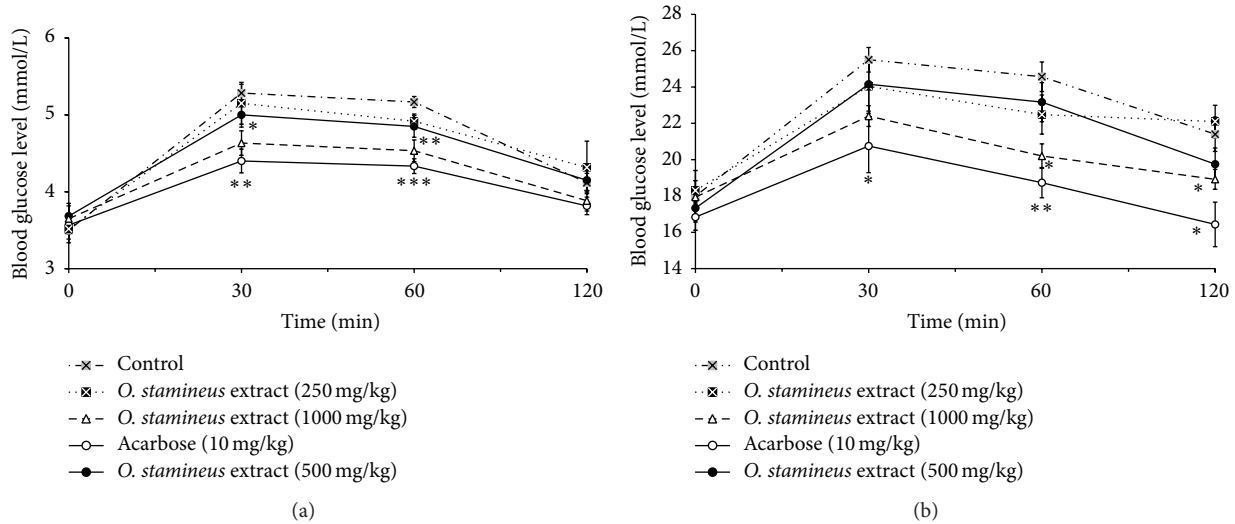 Blood glucose level (mmol/L)
6
5
4
3
*
**
**
***
0
30
60
120
Time (min)
Control
O. stamineus extract (250 mg/kg)
O. stamineus extract (1000 mg/kg)
Acarbose (10 mg/kg)
O. stamineus extract (500 mg/kg)
(a)
Blood glucose level (mmol/L)
28
26
24
22
20
18
16
14
*
*
**
*
*
0
30
60
120
Time (min)
Control
O. stamineus extract (250 mg/kg)
O. stamineus extract (1000 mg/kg)
Acarbose (10 mg/kg)
O. stamineus extract (500 mg/kg)
(b)